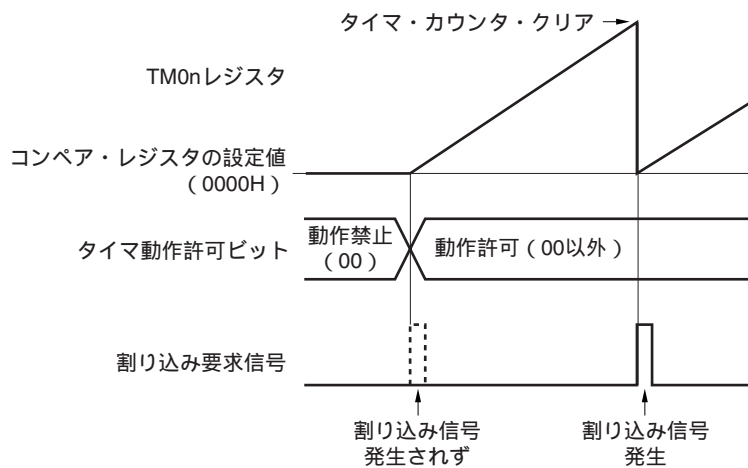 タイマ・カウンタ・クリア
TM0nレジスタ
コンペア・レジスタの設定値
（0000H）
タイマ動作許可ビット
動作禁止
（00）
動作許可（00以外）
割り込み要求信号
割り込み信号
発生されず
割り込み信号
発生